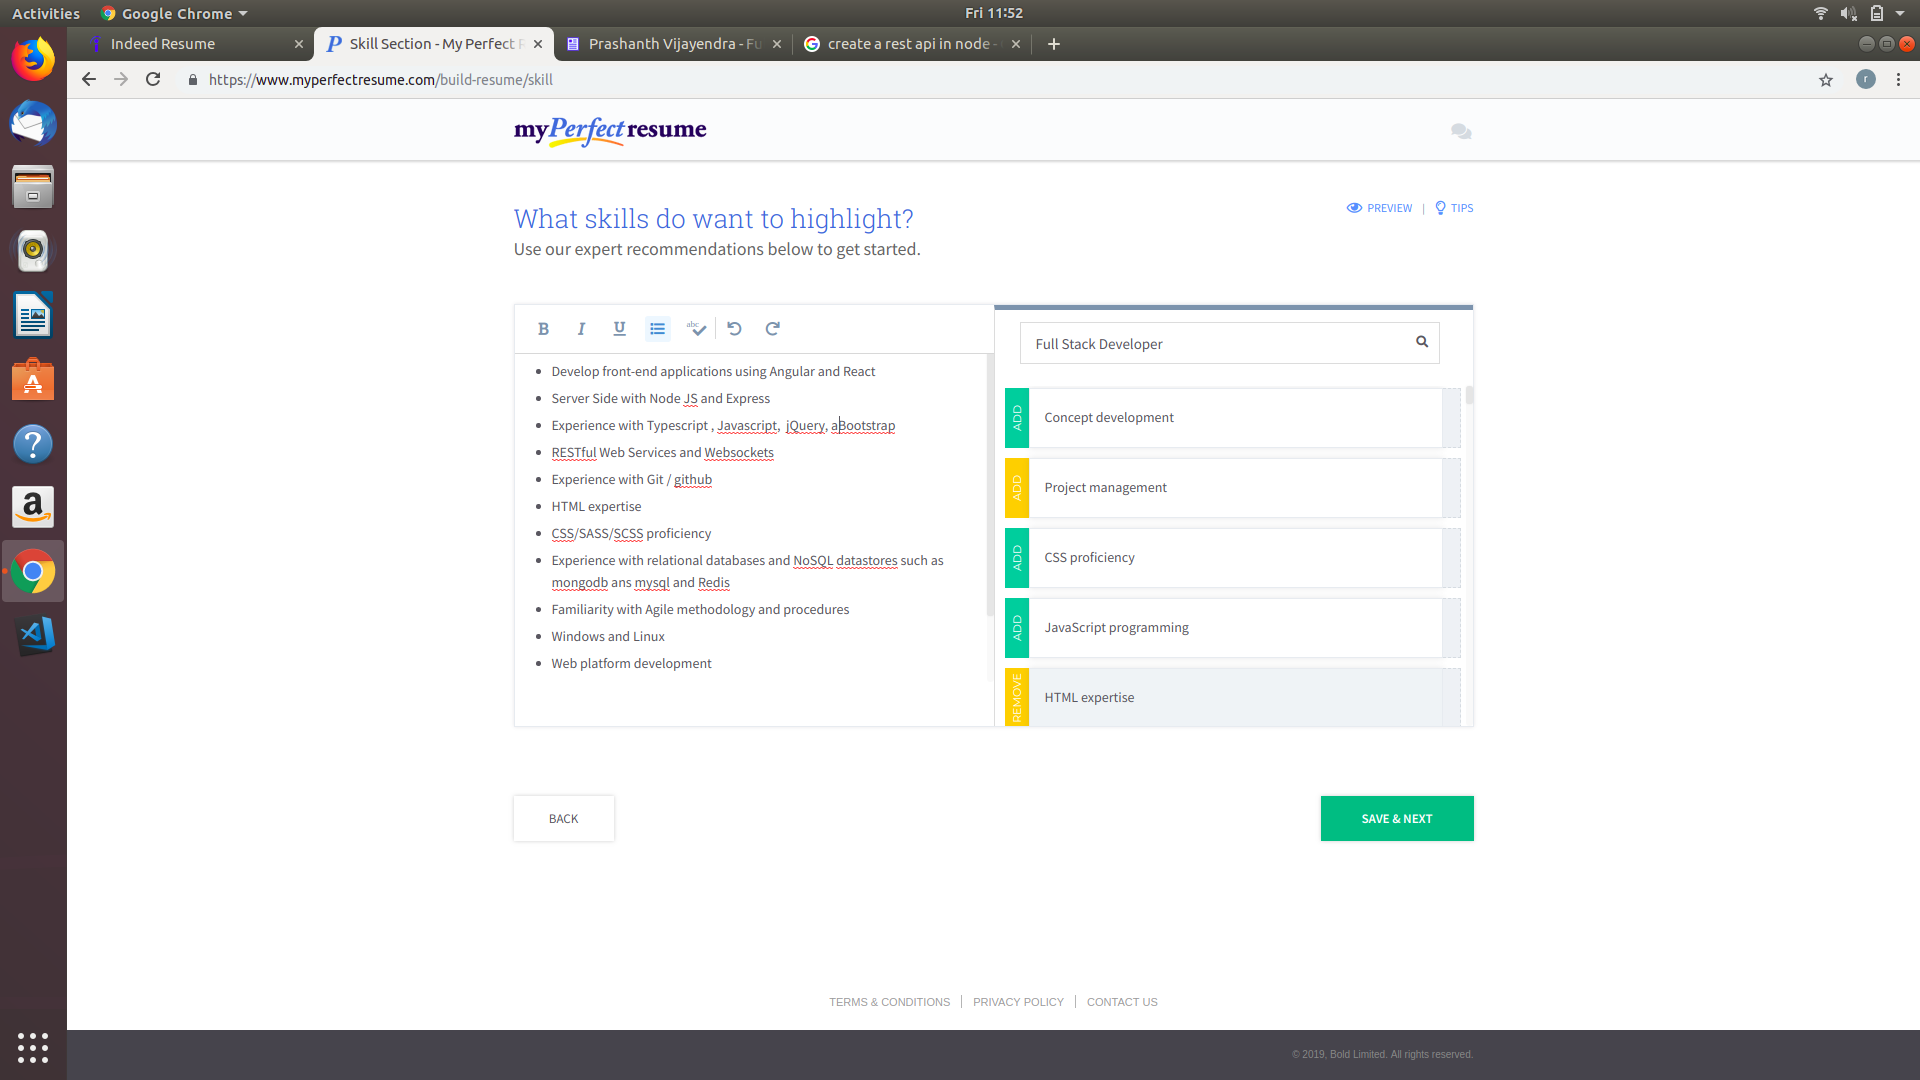 Activities
Google Chrome
Fri 11:52
Indeed Resume
Skill Section - My Perfect R
Prashanth Vijayendra - Fu
create a rest api in node -
https://www.myperfectresume.com/build-resume/skill
myPerfectresume
What skills do want to highlight?
PREVIEW | TIPS
Use our expert recommendations below to get started.
B I U abc
Full Stack Developer
Develop front-end applications using Angular and React
Server Side with Node JS and Express
Experience with Typescript , Javascript,  jQuery, aBootstrap
RESTful Web Services and Websockets
Experience with Git / github
HTML expertise
CSS/SASS/SCSS proficiency
Experience with relational databases and NoSQL datastores such as
mongodb ans mysql and Redis
Familiarity with Agile methodology and procedures
Windows and Linux
Web platform development
ADD
Concept development
ADD
Project management
ADD
CSS proficiency
ADD
JavaScript programming
REMOVE
HTML expertise
BACK
SAVE & NEXT
TERMS & CONDITIONS | PRIVACY POLICY | CONTACT US
© 2019, Bold Limited. All rights reserved.